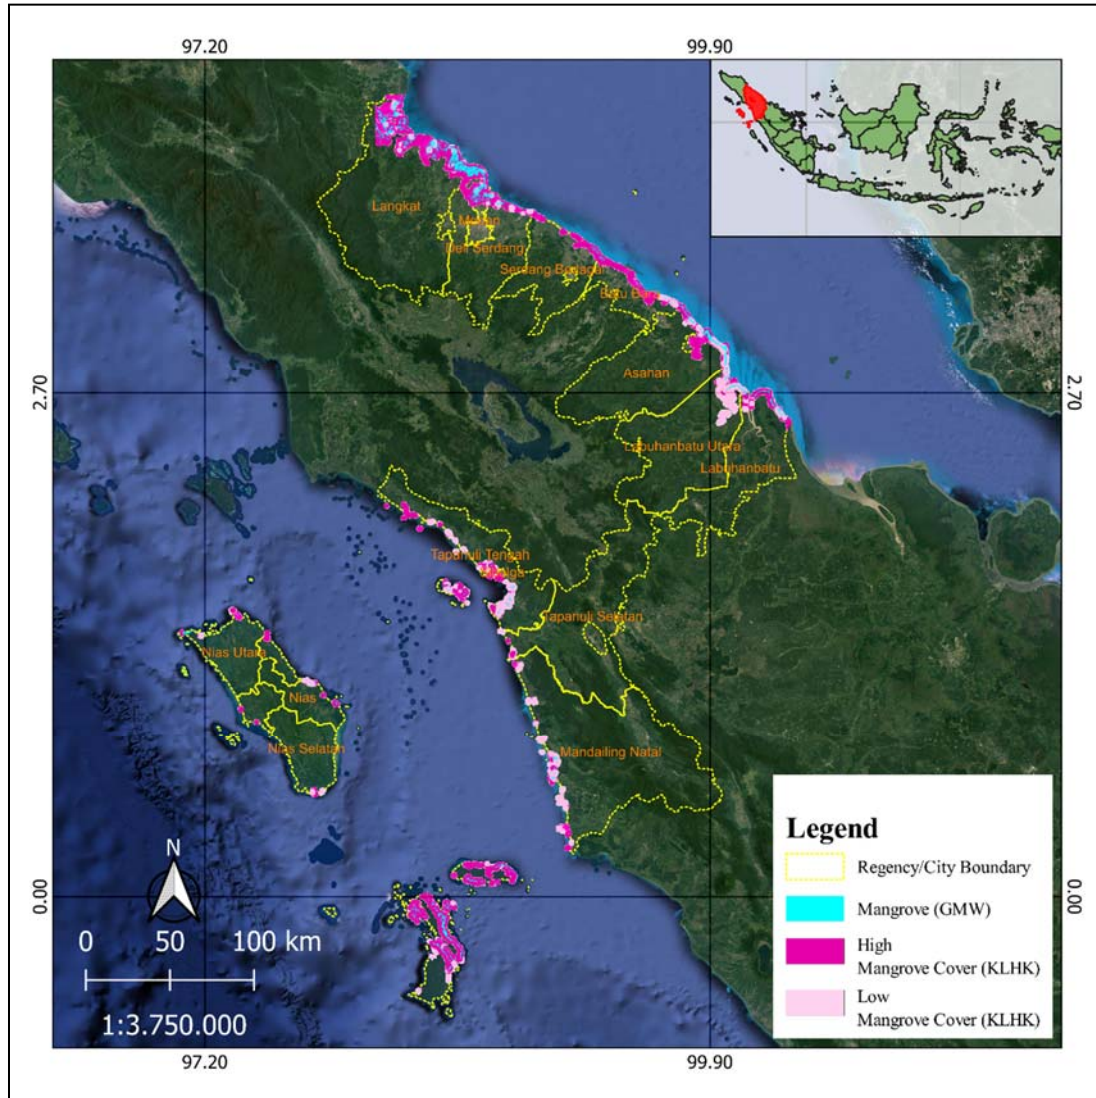 97.20
99.90
Langkat
Medan
Deli Serdang
Serdang Bedagai
Batu Bara
Asahan
2.70
2.70
Labuhanbatu Utara
Labuhanbatu
Tapanuli Tengah
Sibolga
Tapanuli Selatan
Nias Utara
Nias
Nias Selatan
Mandailing Natal
Legend
Regency/City Boundary
Mangrove (GMW)
High
Mangrove Cover (KLHK)
Low
Mangrove Cover (KLHK)
N
0.00
0.00
0 50 100 km
1:3.750.000
97.20
99.90